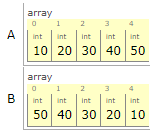 array
0 1 2 3 4
A int int int int int
10 20 30 40 50
array
0 1 2 3 4
B int int int int int
50 40 30 20 10